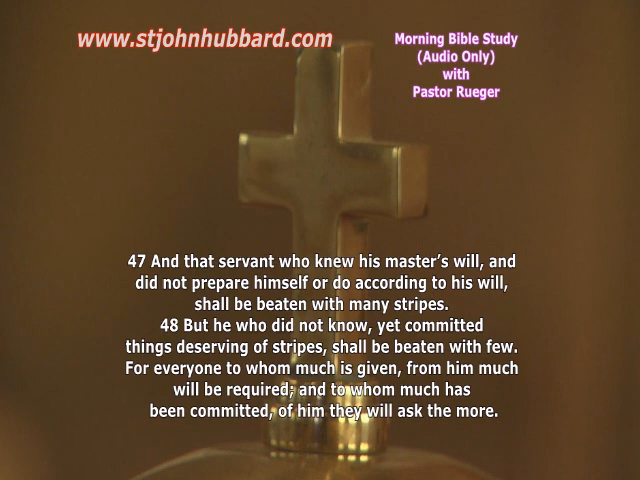 www.stjohnhubbard.com
Morning Bible Study
(Audio Only)
with
Pastor Rueger
47 And that servant who knew his master’s will, and
did not prepare himself or do according to his will,
shall be beaten with many stripes.
48 But he who did not know, yet committed
things deserving of stripes, shall be beaten with few.
For everyone to whom much is given, from him much
will be required; and to whom much has
been committed, of him they will ask the more.